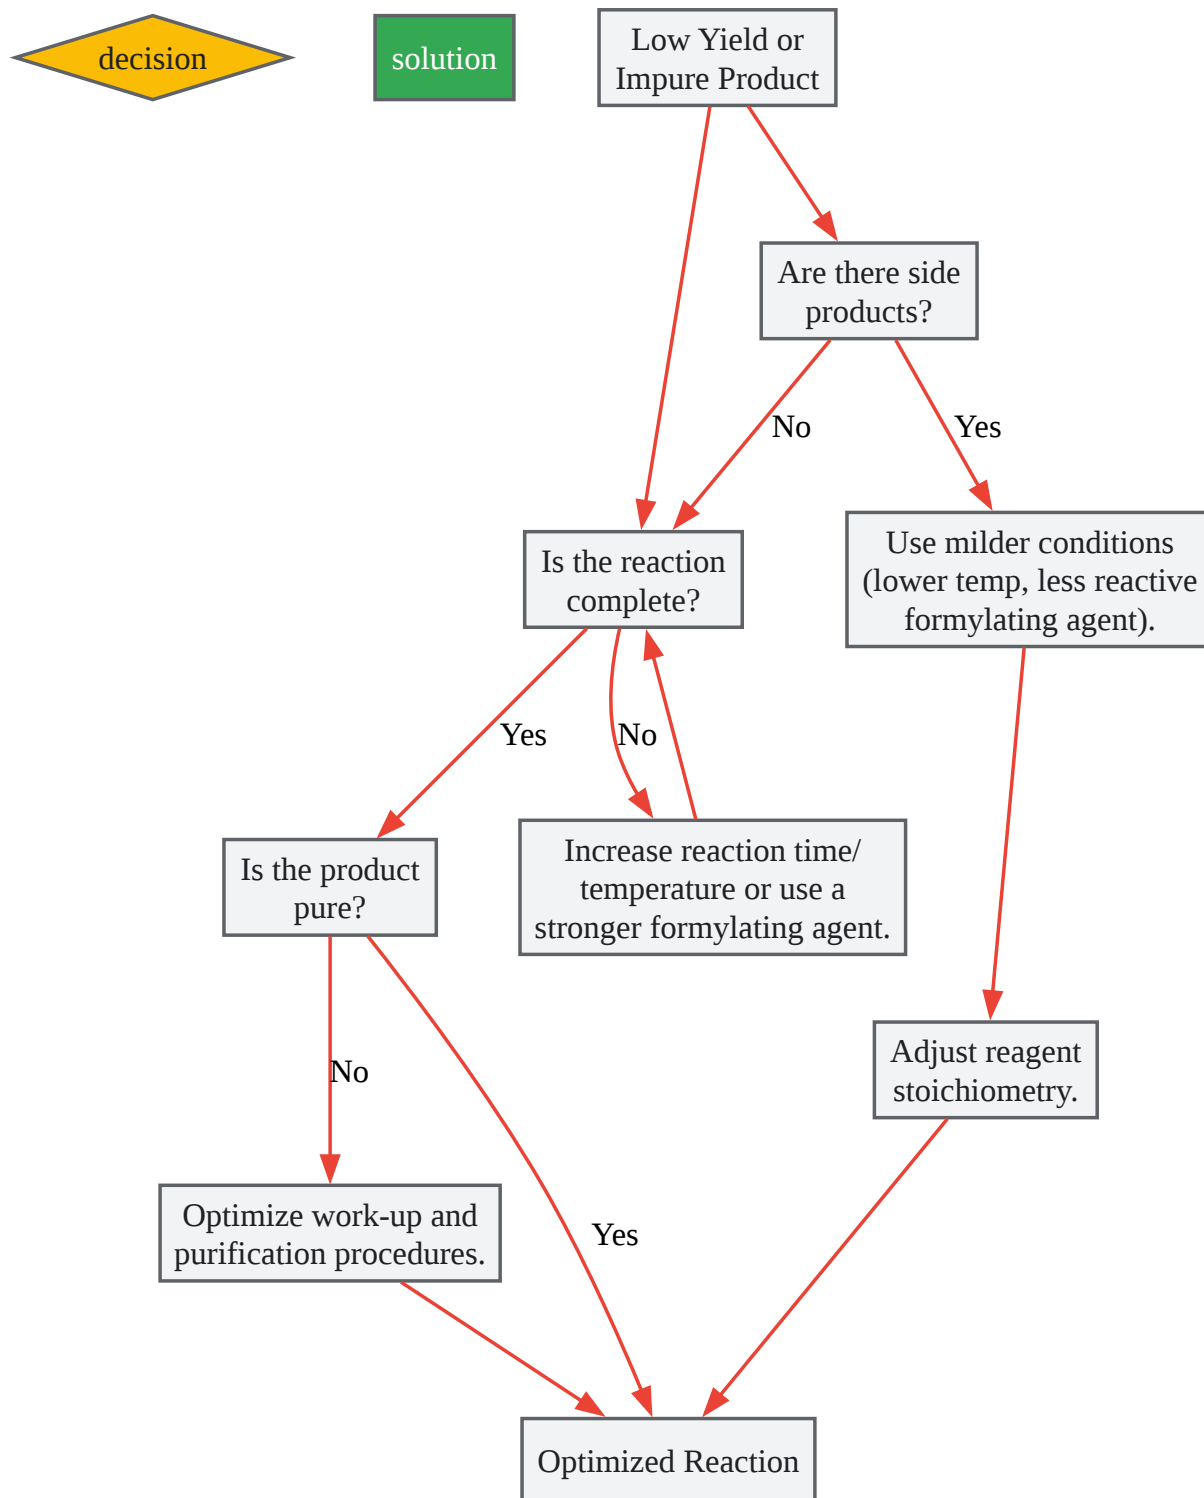 decision
solution
Low Yield or
Impure Product
Are there side
products?
No
Yes
Is the reaction
complete?
Use milder conditions
(lower temp, less reactive
formylating agent).
Yes
No
Is the product
pure?
Increase reaction time/
temperature or use a
stronger formylating agent.
No
Adjust reagent
stoichiometry.
Optimize work-up and
purification procedures.
Yes
Optimized Reaction